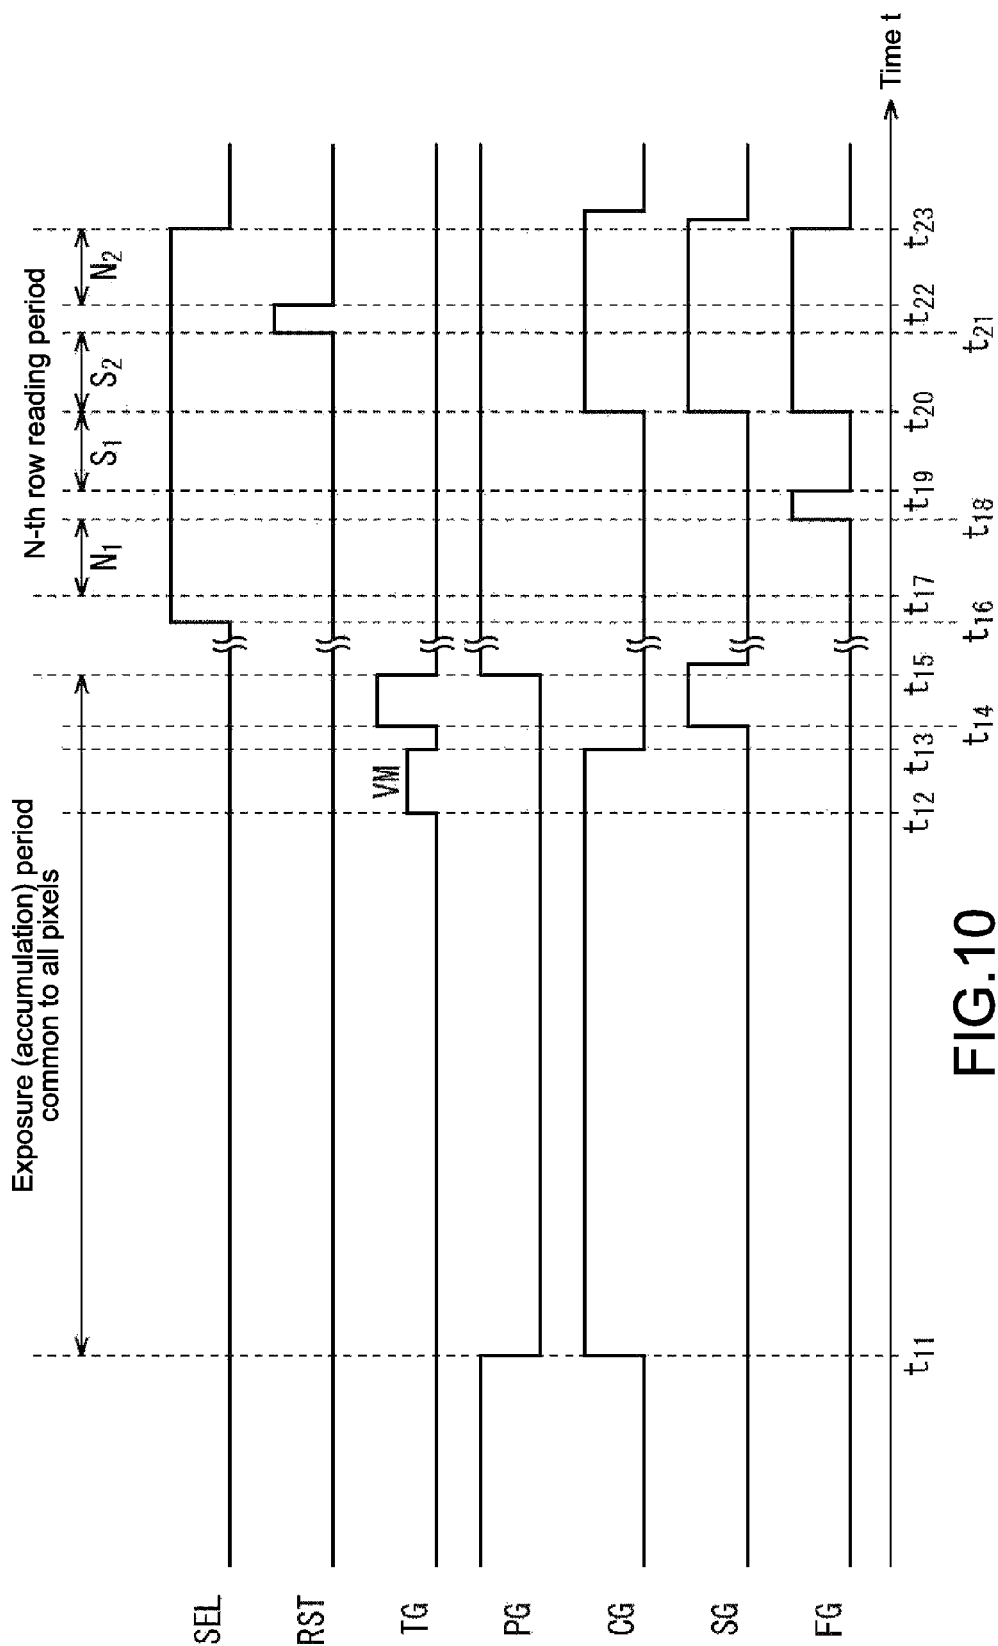 Exposure (accumulation) period
common to all pixels
N-th row reading period
N1
S1
S2
N2
SEL
RST
TG
VM
PG
CG
SG
FG
Time t
t11
t12
t13
t14
t15
t16
t17
t18
t19
t20
t21
t22
t23
FIG.10